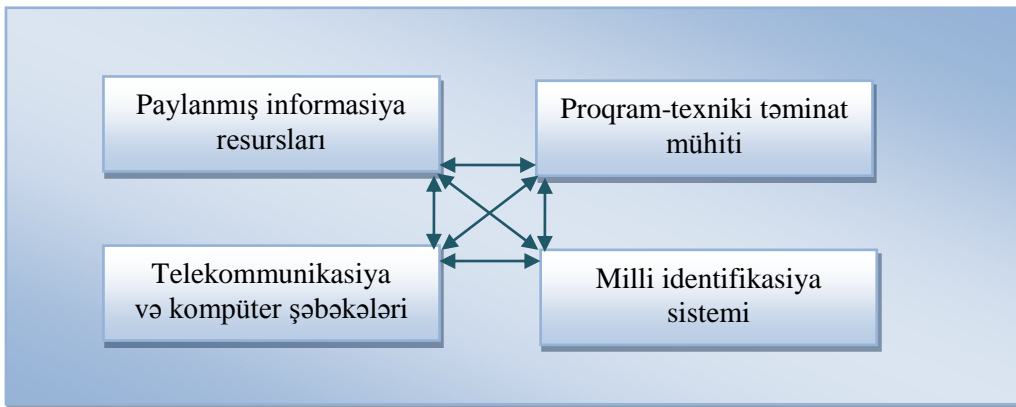 Paylanmış informasiya
resursları
Proqram-texniki təminat
mühiti
Telekommunikasiya
və kompüter şəbəkələri
Milli identifikasiya
sistemi